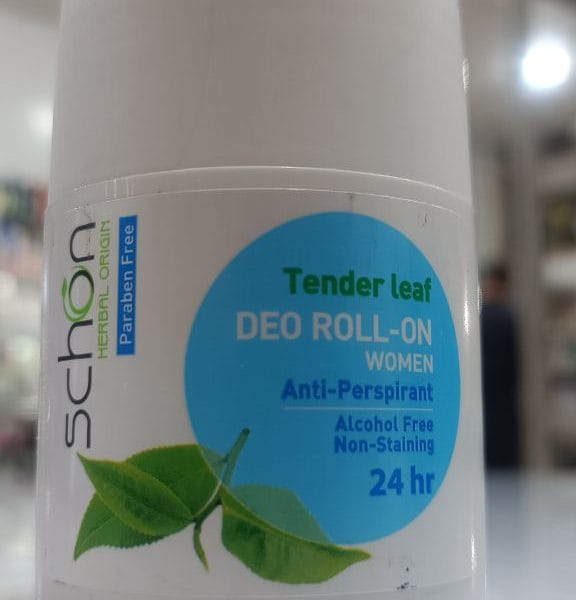 schon
HERBAL ORIGIN
Paraben Free
Tender leaf
DEO ROLL-ON
WOMEN
Anti-Perspirant
Alcohol Free
Non-Staining
24 hr